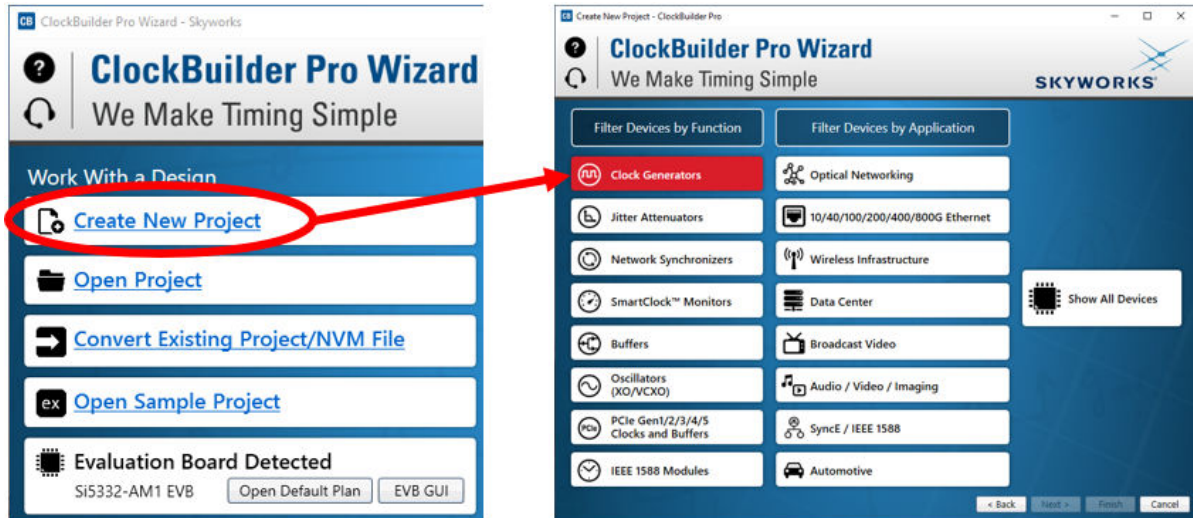 CB ClockBuilder Pro Wizard - Skyworks
?
ClockBuilder Pro Wizard
We Make Timing Simple
Work With a Design
Create New Project
Open Project
Convert Existing Project/NVM File
ex Open Sample Project
Evaluation Board Detected
Si5332-AM1 EVB Open Default Plan EVB GUI
CB Create New Project - ClockBuilder Pro
?
ClockBuilder Pro Wizard
We Make Timing Simple
SKYWORKS
Filter Devices by Function
Clock Generators
Jitter Attenuators
Network Synchronizers
SmartClock™ Monitors
Buffers
Oscillators
(XO/VCXO)
PCIe PCIe Gen1/2/3/4/5
Clocks and Buffers
IEEE 1588 Modules
Filter Devices by Application
Optical Networking
10/40/100/200/400/800G Ethernet
Wireless Infrastructure
Data Center
Broadcast Video
Audio / Video / Imaging
SyncE / IEEE 1588
Automotive
Show All Devices
< Back Next > Finish Cancel